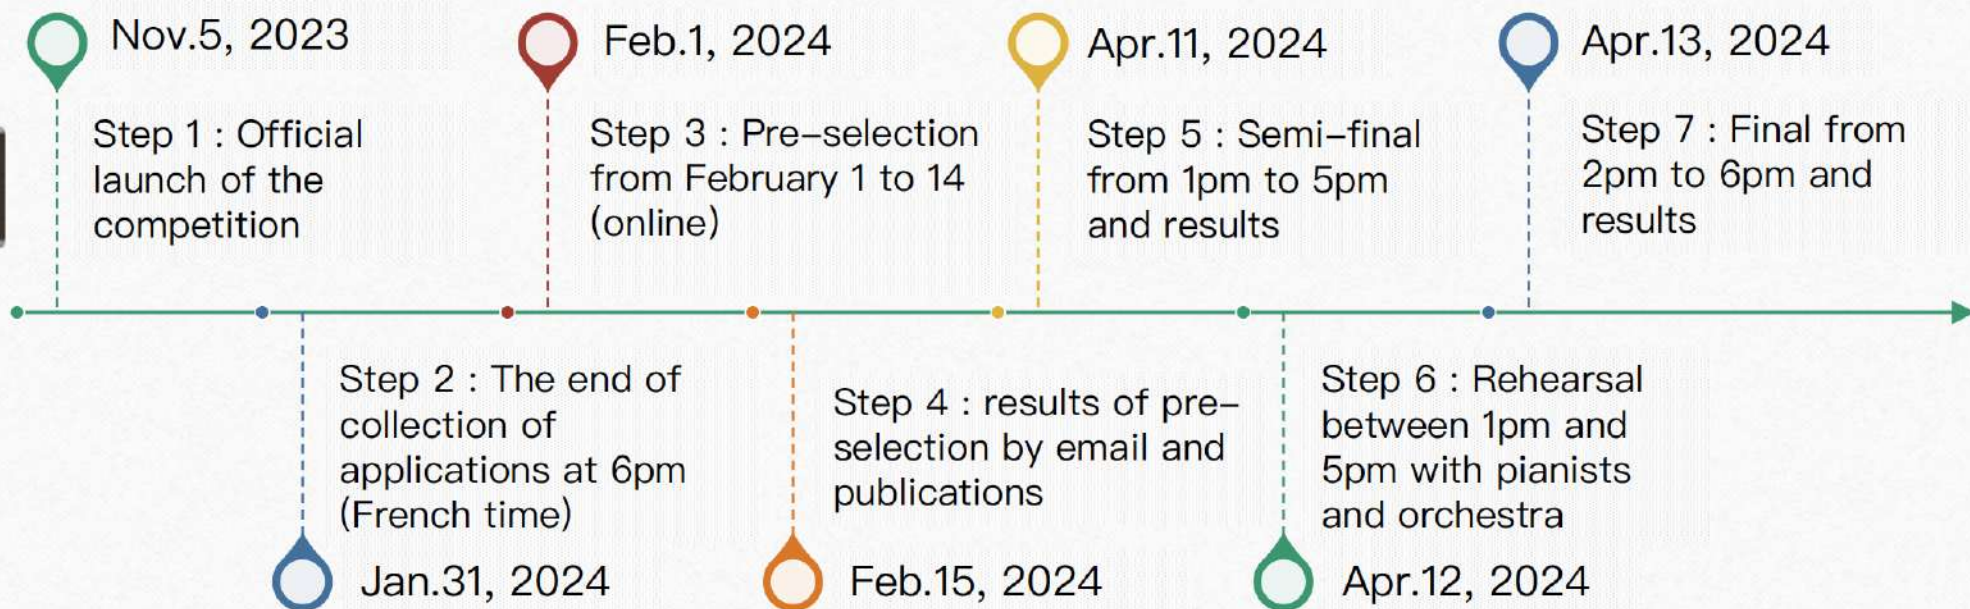 Nov.5, 2023
Step 1 : Official
launch of the
competition
Step 2 : The end of
collection of
applications at 6pm
(French time)
Jan.31, 2024
Feb.1, 2024
Step 3 : Pre-selection
from February 1 to 14
(online)
Step 4 : results of pre-
selection by email and
publications
Feb.15, 2024
Apr.11, 2024
Step 5 : Semi-final
from 1pm to 5pm
and results
Step 6 : Rehearsal
between 1pm and
5pm with pianists
and orchestra
Apr.12, 2024
Apr.13, 2024
Step 7 : Final from
2pm to 6pm and
results